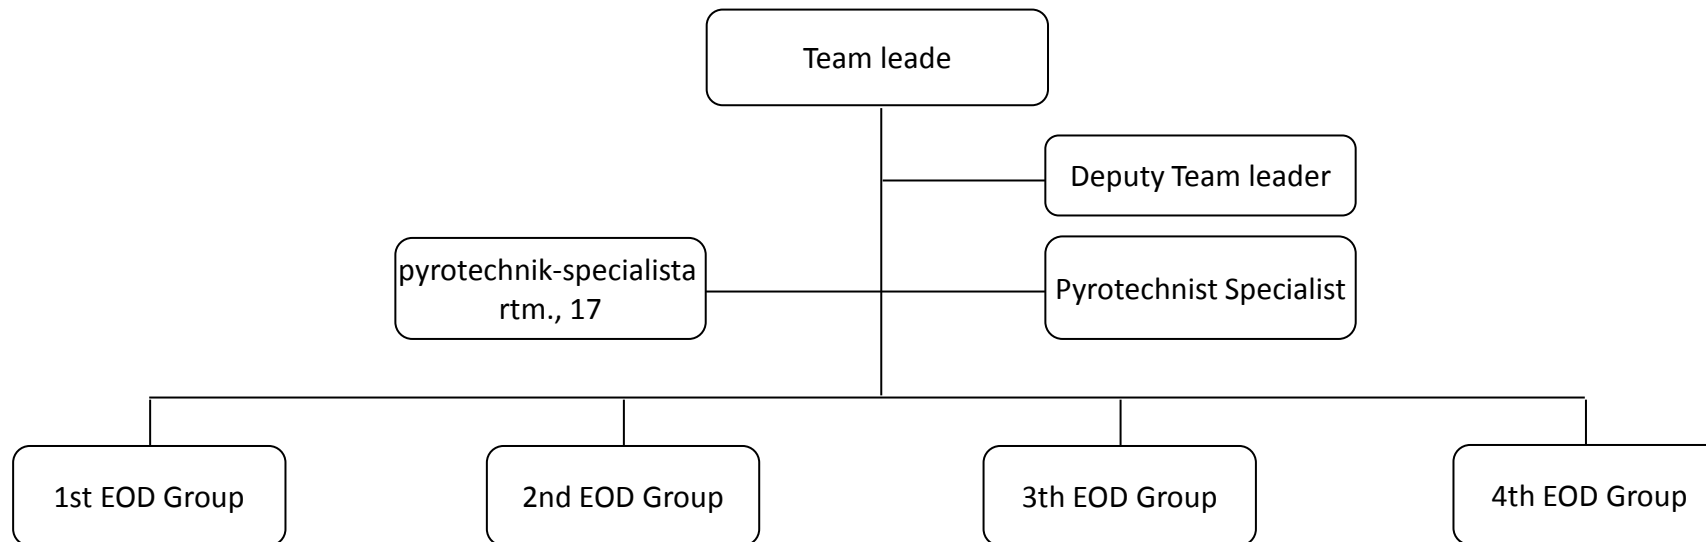 Team leade
Deputy Team leader
pyrotechnik-specialista
rtm., 17
Pyrotechnist Specialist
1st EOD Group
2nd EOD Group
3th EOD Group
4th EOD Group